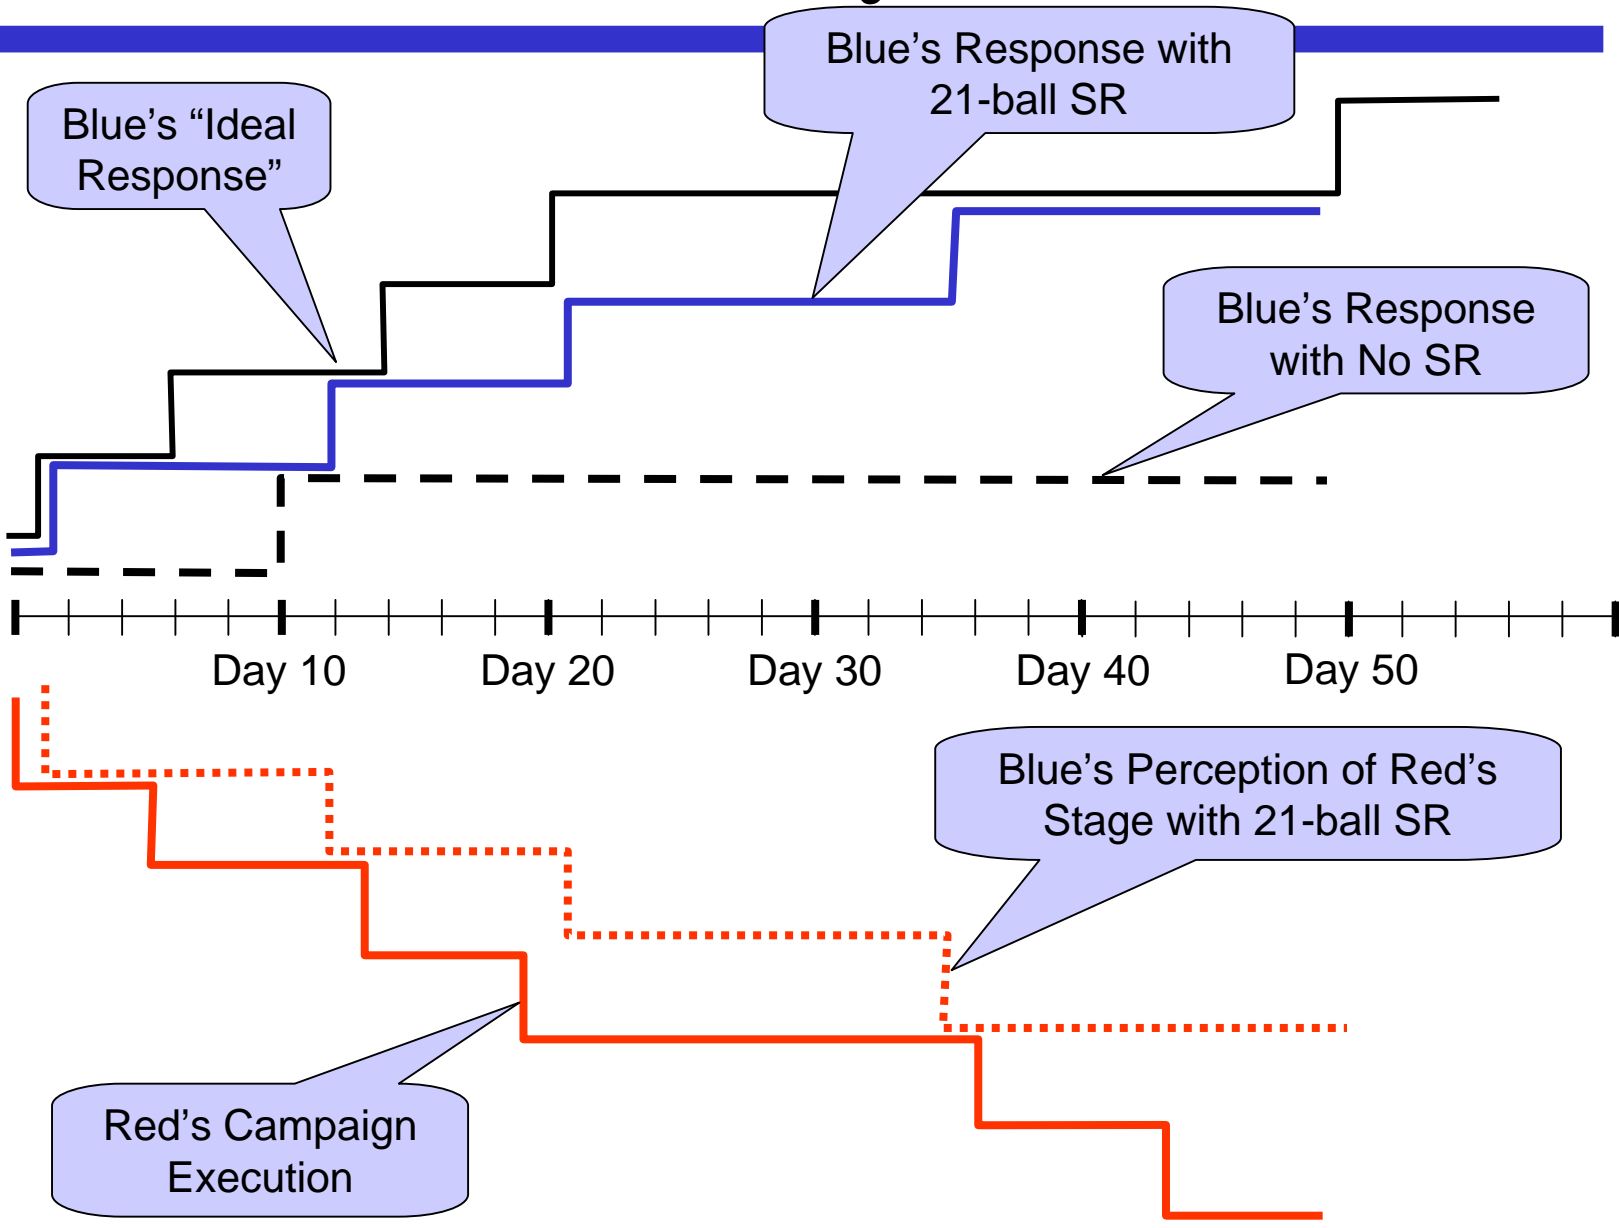 Blue’s Response with
21-ball SR
Blue’s “Ideal
Response”
Blue’s Response
with No SR
Day 10
Day 20
Day 30
Day 40
Day 50
Blue’s Perception of Red’s
Stage with 21-ball SR
Red’s Campaign
Execution